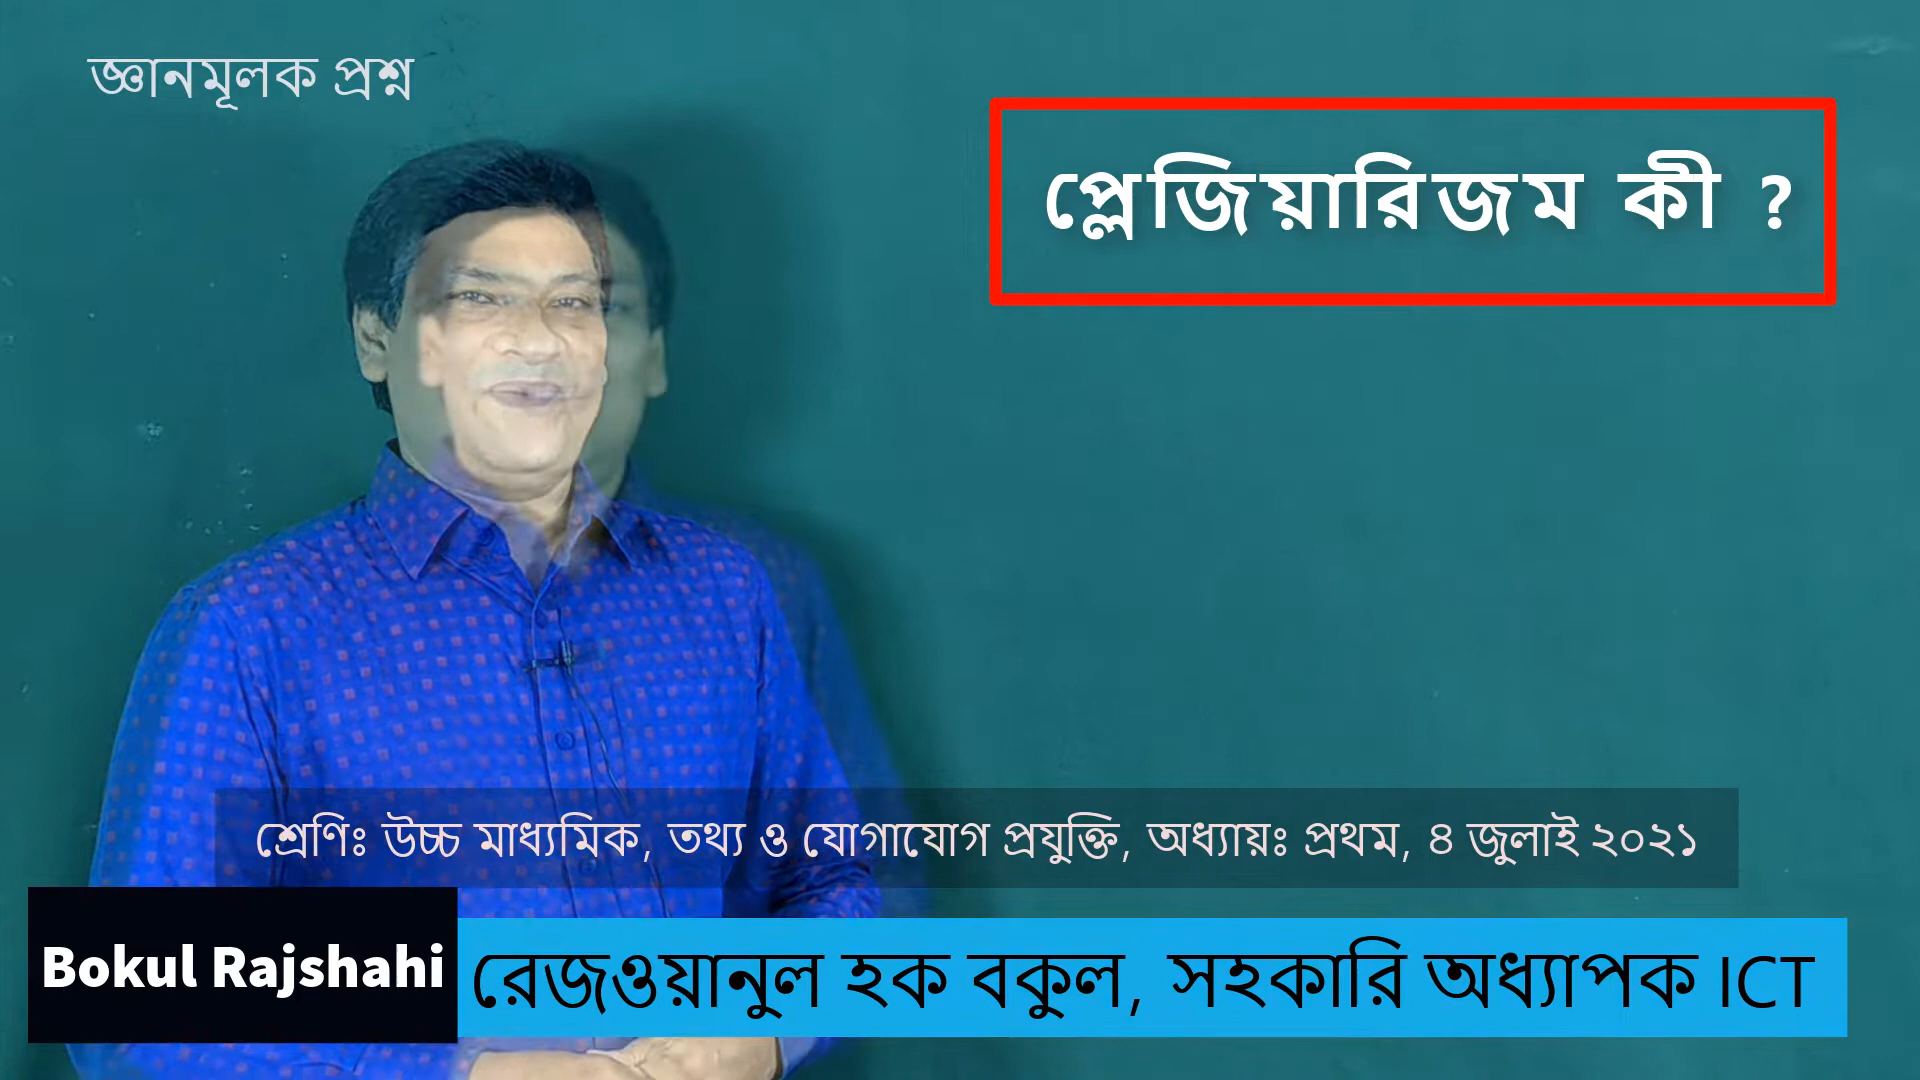 জ্ঞানমূলক প্রশ্ন
প্লেজিয়ারিজম কী ?
শ্রেণিঃ উচ্চ মাধ্যমিক, তথ্য ও যোগাযোগ প্রযুক্তি, অধ্যায়ঃ প্রথম, ৪ জুলাই ২০২১
Bokul Rajshahi
রেজওয়ানুল হক বকুল, সহকারি অধ্যাপক ICT